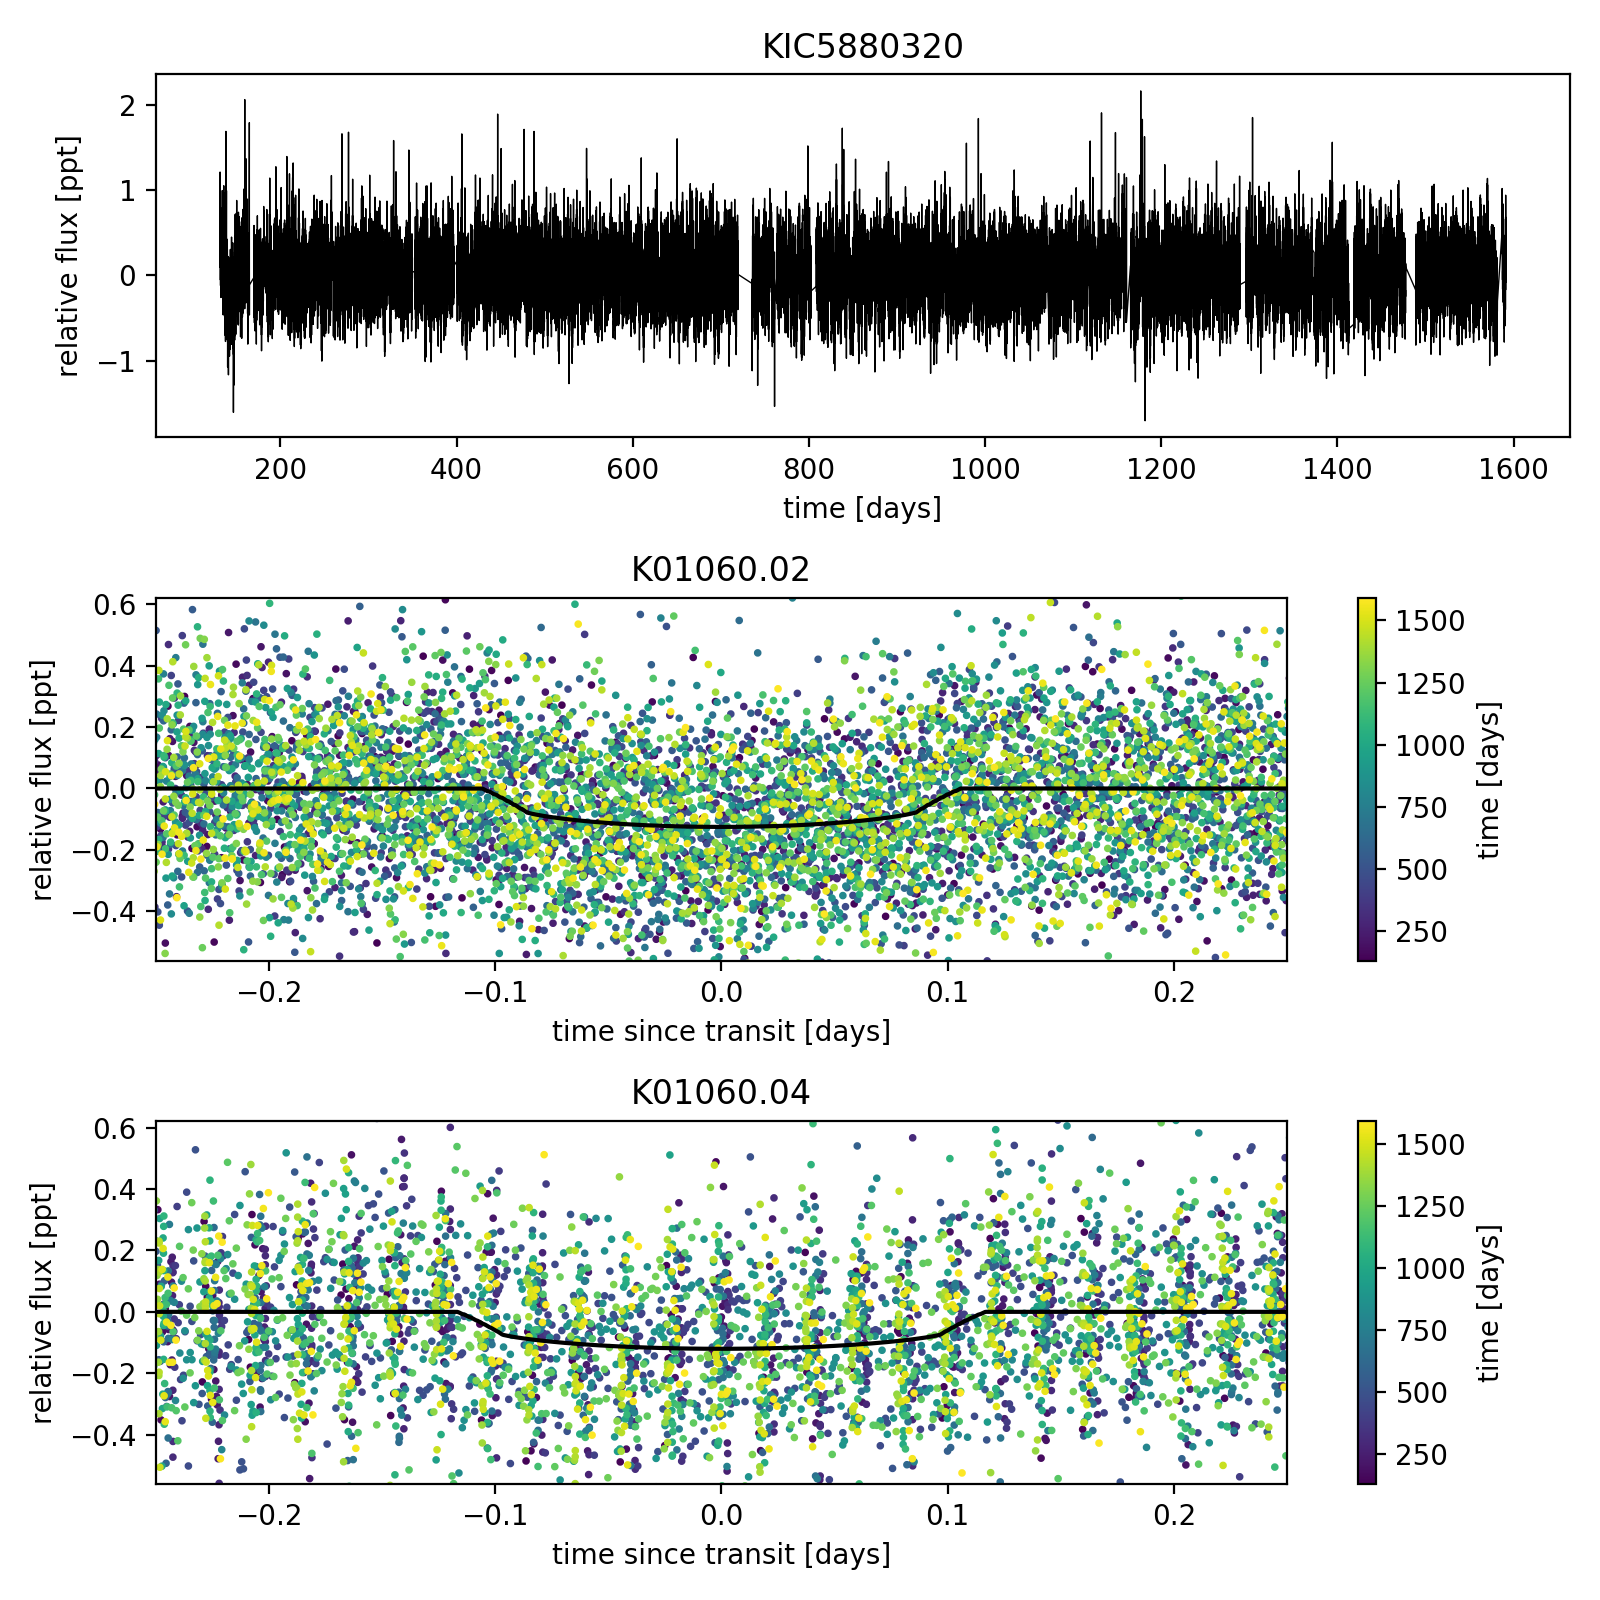 KIC5880320
relative flux [ppt]
2
1
0
−1
200 400 600 800 1000 1200 1400 1600
time [days]
K01060.02
relative flux [ppt]
0.6
0.4
0.2
0.0
−0.2
−0.4
−0.2 −0.1 0.0 0.1 0.2
time since transit [days]
1500
1250
1000
750
500
250
time [days]
K01060.04
relative flux [ppt]
0.6
0.4
0.2
0.0
−0.2
−0.4
−0.2 −0.1 0.0 0.1 0.2
time since transit [days]
1500
1250
1000
750
500
250
time [days]